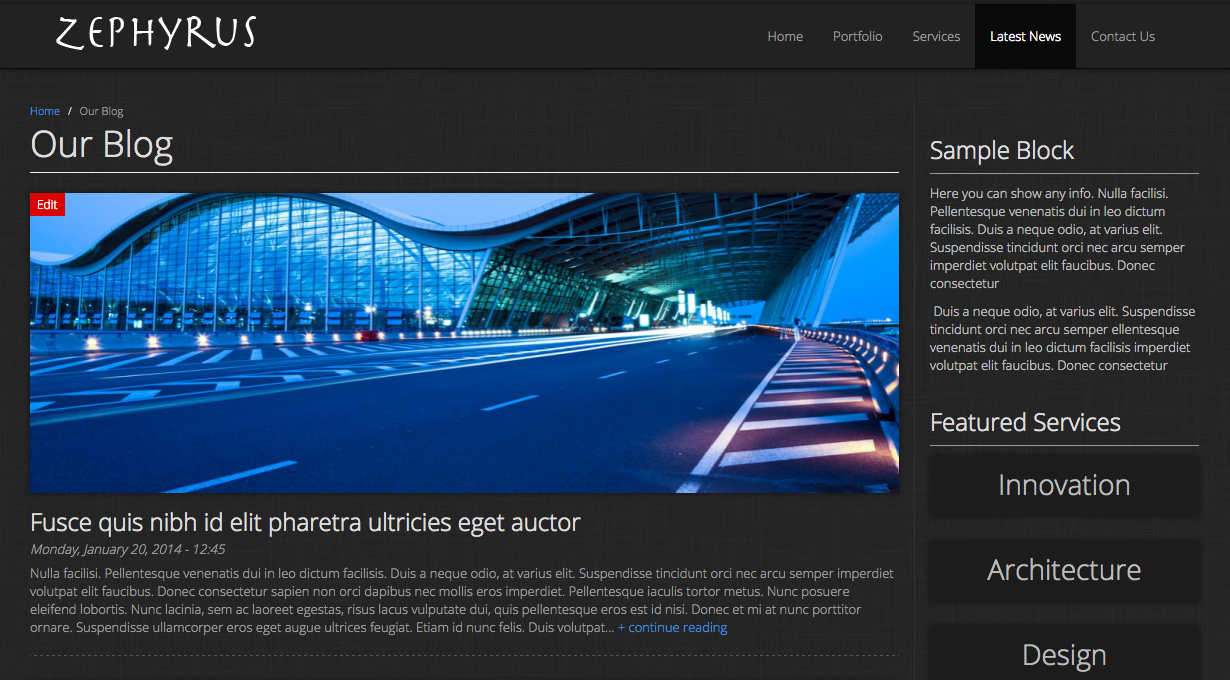 ZEPHYRUS
Home
Portfolio
Services
Latest News
Contact Us
Home / Our Blog
Our Blog
Edit
Fusce quis nibh id elit pharetra ultricies eget auctor
Monday, January 20, 2014 - 12:45
Nulla facilisi. Pellentesque venenatis dui in leo dictum facilisis. Duis a neque odio, at varius elit. Suspendisse tincidunt orci nec arcu semper imperdiet
volutpat elit faucibus. Donec consectetur sapien non orci dapibus nec mollis eros imperdiet. Pellentesque iaculis tortor metus. Nunc posuere
eleifend lobortis. Nunc lacinia, sem ac laoreet egestas, risus lacus vulputate dui, quis pellentesque eros est id nisi. Donec et mi at nunc porttitor
ornare. Suspendisse ullamcorper eros eget augue ultrices feugiat. Etiam id nunc felis. Duis volutpat... + continue reading
Sample Block
Here you can show any info. Nulla facilisi.
Pellentesque venenatis dui in leo dictum
facilisis. Duis a neque odio, at varius elit.
Suspendisse tincidunt orci nec arcu semper
imperdiet volutpat elit faucibus. Donec
consectetur
Duis a neque odio, at varius elit. Suspendisse
tincidunt orci nec arcu semper ellentesque
venenatis dui in leo dictum facilisis imperdiet
volutpat elit faucibus. Donec consectetur
Featured Services
Innovation
Architecture
Design